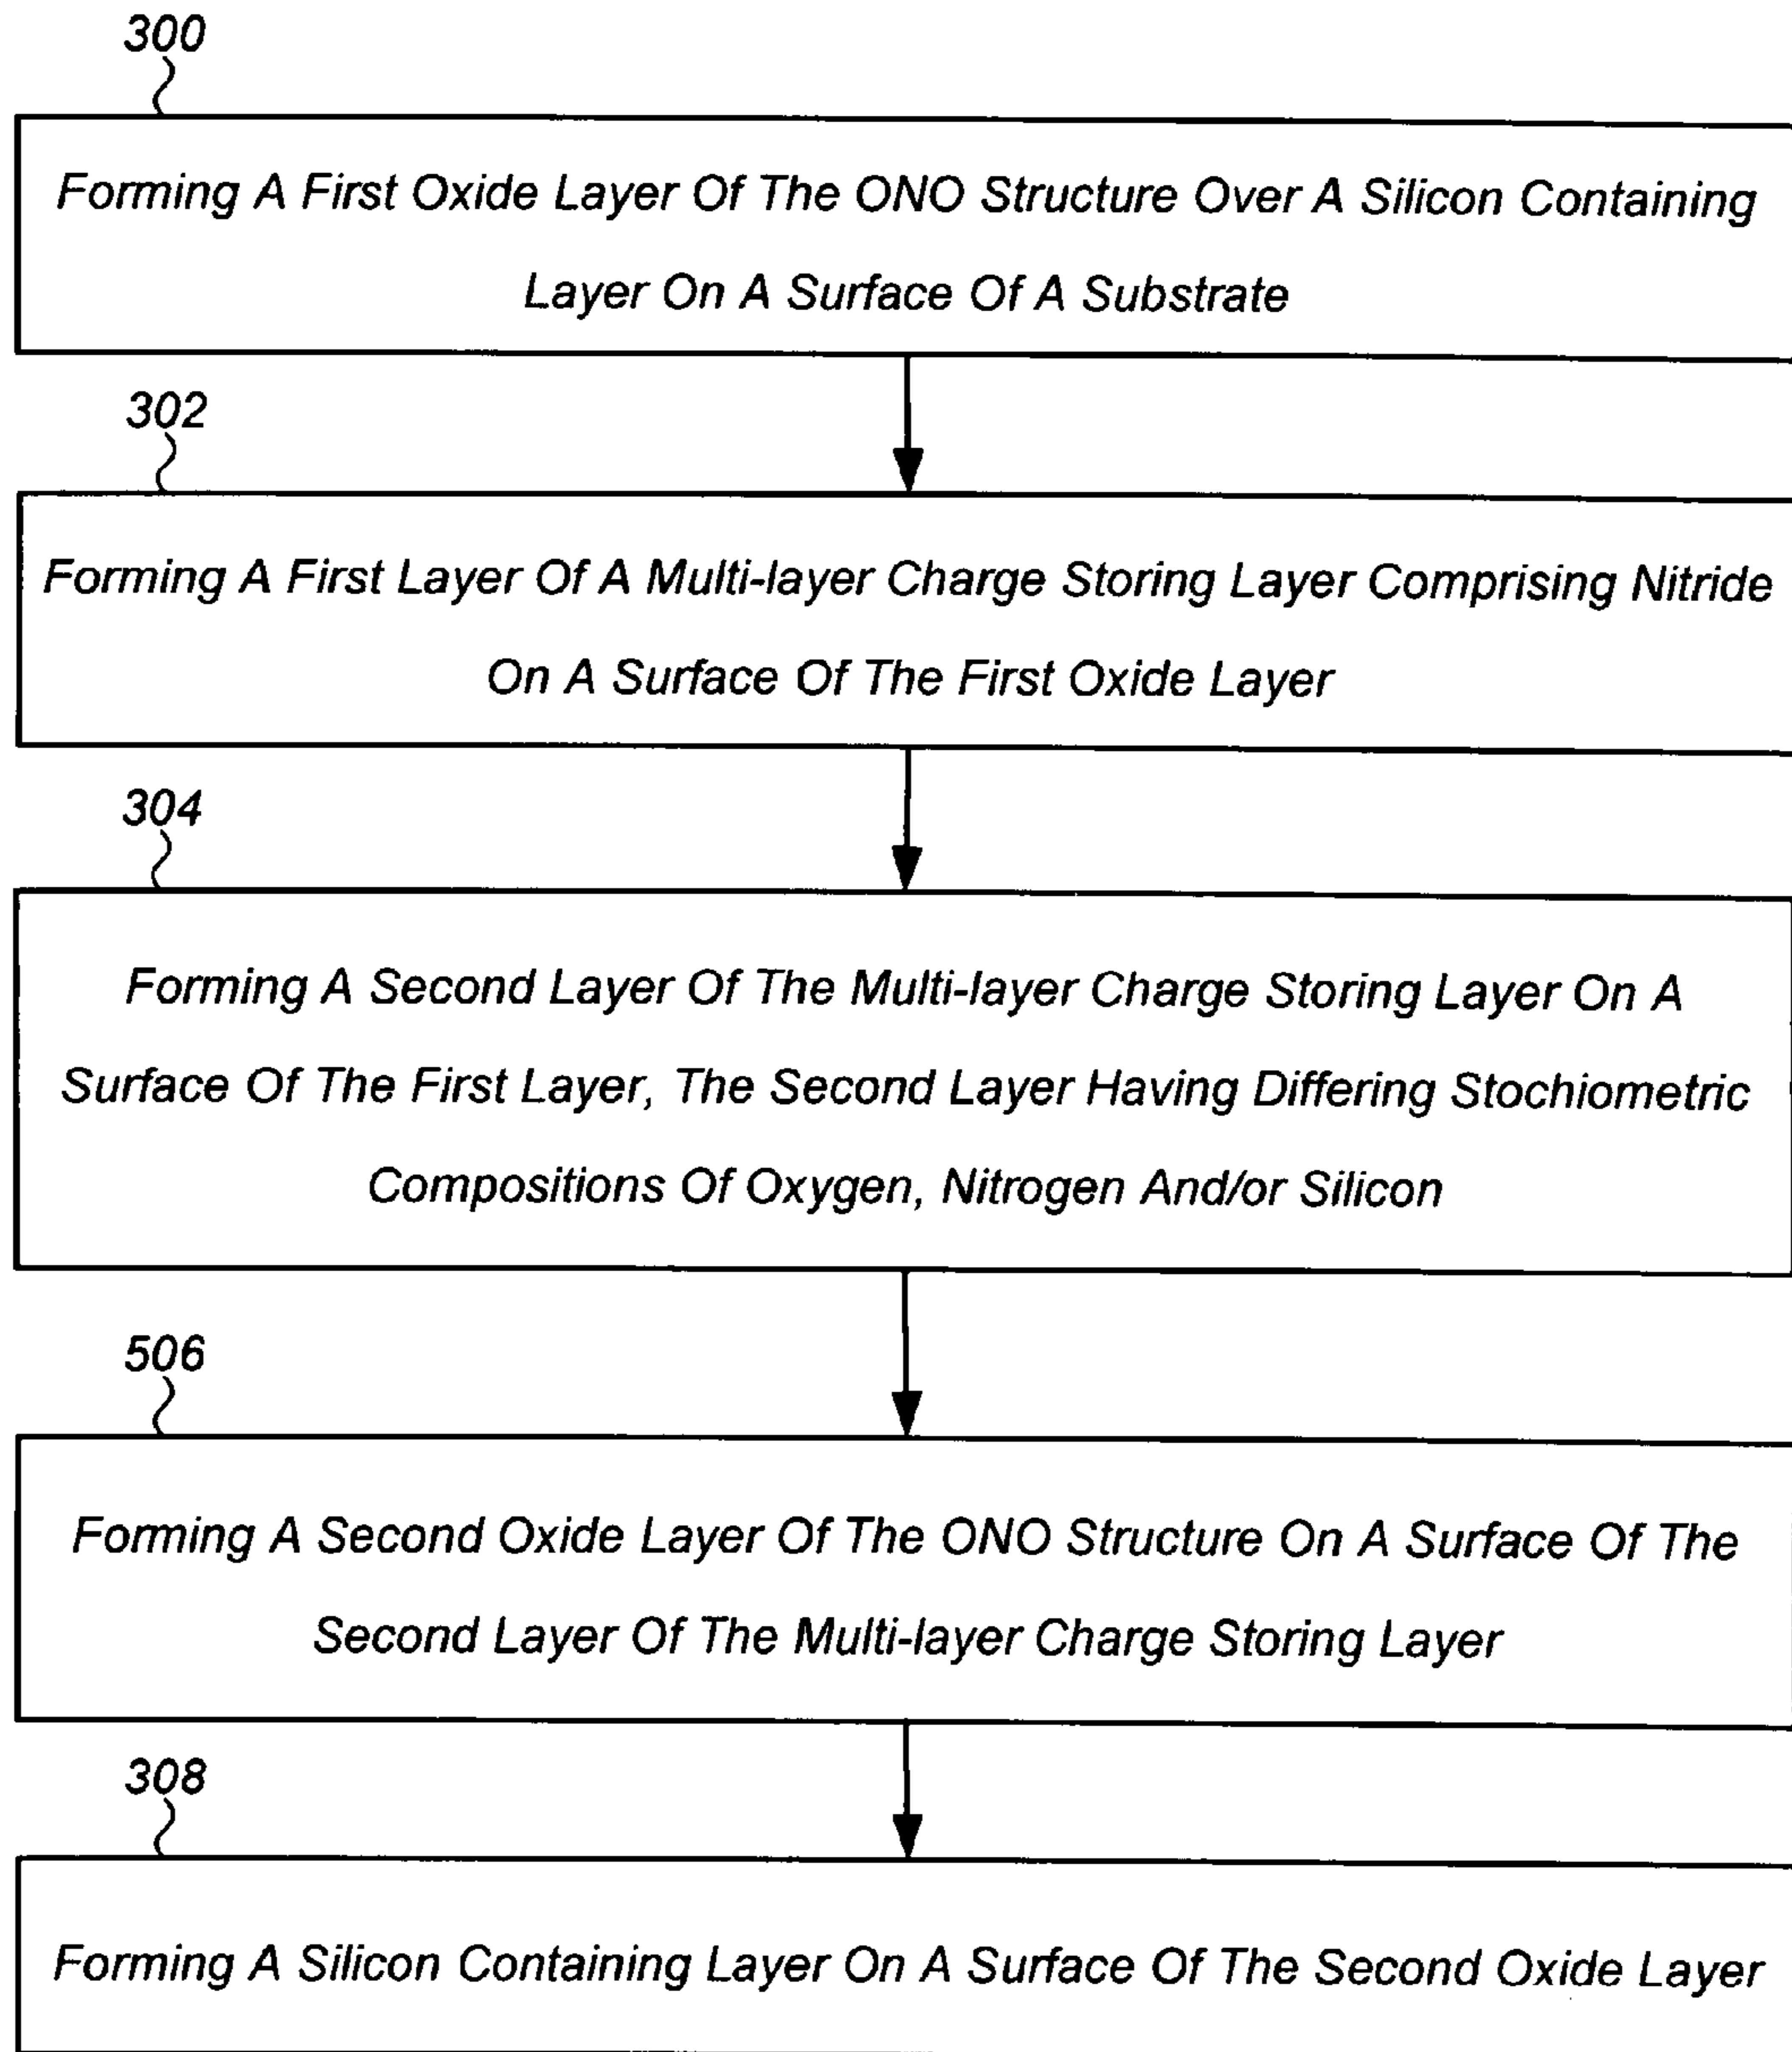 300
Forming A First Oxide Layer Of The ONO Structure Over A Silicon Containing
Layer On A Surface Of A Substrate
302
Forming A First Layer Of A Multi-layer Charge Storing Layer Comprising Nitride
On A Surface Of The First Oxide Layer
304
Forming A Second Layer Of The Multi-layer Charge Storing Layer On A
Surface Of The First Layer, The Second Layer Having Differing Stochiometric
Compositions Of Oxygen, Nitrogen And/or Silicon
506
Forming A Second Oxide Layer Of The ONO Structure On A Surface Of The
Second Layer Of The Multi-layer Charge Storing Layer
308
Forming A Silicon Containing Layer On A Surface Of The Second Oxide Layer